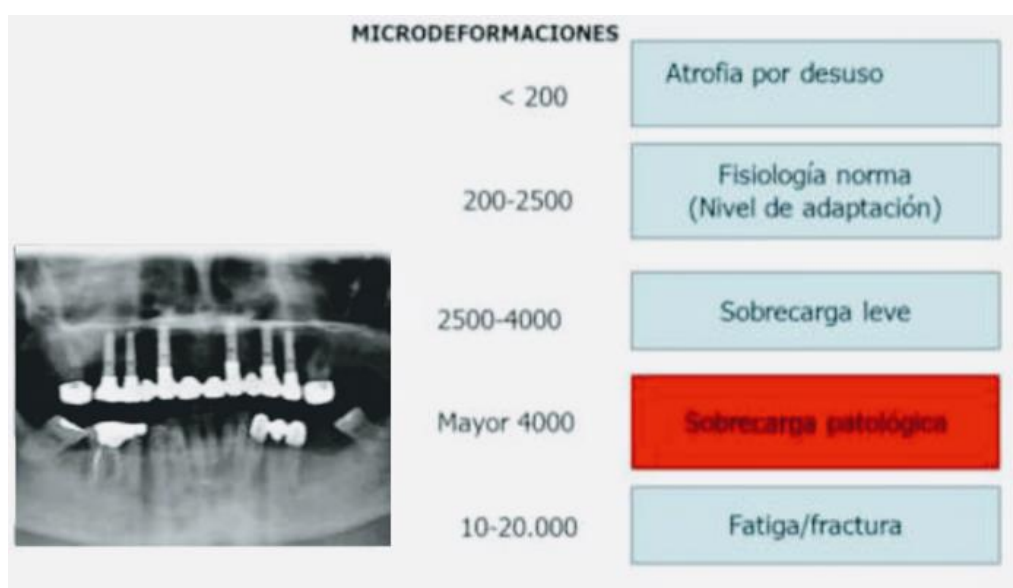 MICRODEFORMACIONES
< 200
Atrofia por desuso
200-2500
Fisiología norma
(Nivel de adaptación)
2500-4000
Sobrecarga leve
Mayor 4000
Sobrecarga patológica
10-20.000
Fatiga/fractura